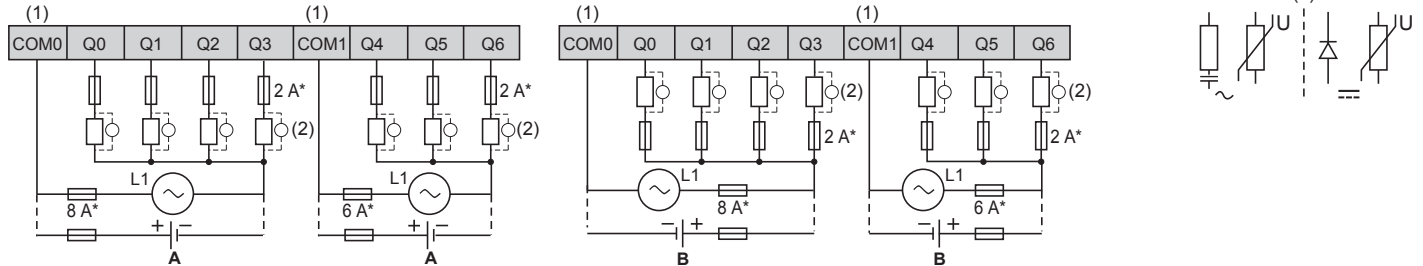 (1) (1) (1) (1)
COM0 Q0 Q1 Q2 Q3 COM1 Q4 Q5 Q6 COM0 Q0 Q1 Q2 Q3 COM1 Q4 Q5 Q6 U U
2 A* 2 A* (2) (2)
(2) (2) 2 A* 2 A*
L1 L1 L1 L1
8 A* 6 A* 8 A* 6 A*
+ − + − − + − +
A A B B